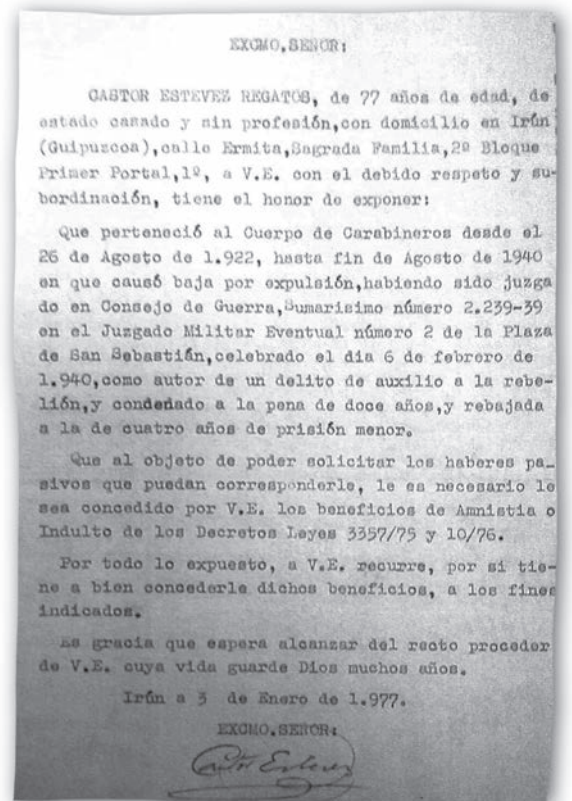 EXCMO.SEÑOR:
CASTOR ESTEVEZ REGATOS, de 77 años de edad, de
estado casado y sin profesión,con domicilio en Irún
(Guipuzcoa),calle Ermita,Sagrada Familia,2º Bloque
Primer Portal,1º, a V.E. con el debido respeto y su-
bordinación, tiene el honor de exponer:
Que perteneció al Cuerpo de Carabineros desde el
26 de Agosto de 1.922, hasta fin de Agosto de 1940
en que causó baja por expulsión,habiendo sido juzga
do en Consejo de Guerra,Sumarisimo número 2.239-39
en el Juzgado Militar Eventual número 2 de la Plaza
de San Sebastián,celebrado el dia 6 de febrero de
1.940,como autor de un delito de auxilio a la rebe-
lión,y condenado a la pena de doce años,y rebajada
a la de cuatro años de prisión menor.
Que al objeto de poder solicitar los haberes pa_
sivos que puedan corresponderle, le es necesario le
sea concedido por V.E. los beneficios de Amnistia o
Indulto de los Decretos Leyes 3357/75 y 10/76.
Por todo lo expuesto, a V.E. recurre, por si tie-
ne a bien concederle dichos beneficios, a los fines
indicados.
Es gracia que espera alcanzar del recto proceder
de V.E. cuya vida guarde Dios muchos años.
Irún a 3 de Enero de 1.977.
EXCMO.SEÑOR:
Castor Estevez